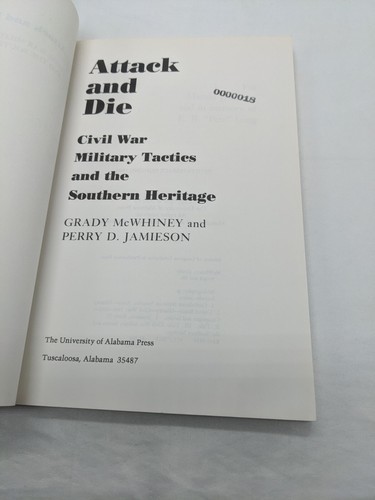 Attack
and
Die
0000018
Civil War
Military Tactics
and the
Southern Heritage
GRADY McWHINEY and
PERRY D. JAMIESON
The University of Alabama Press
Tuscaloosa, Alabama 35487